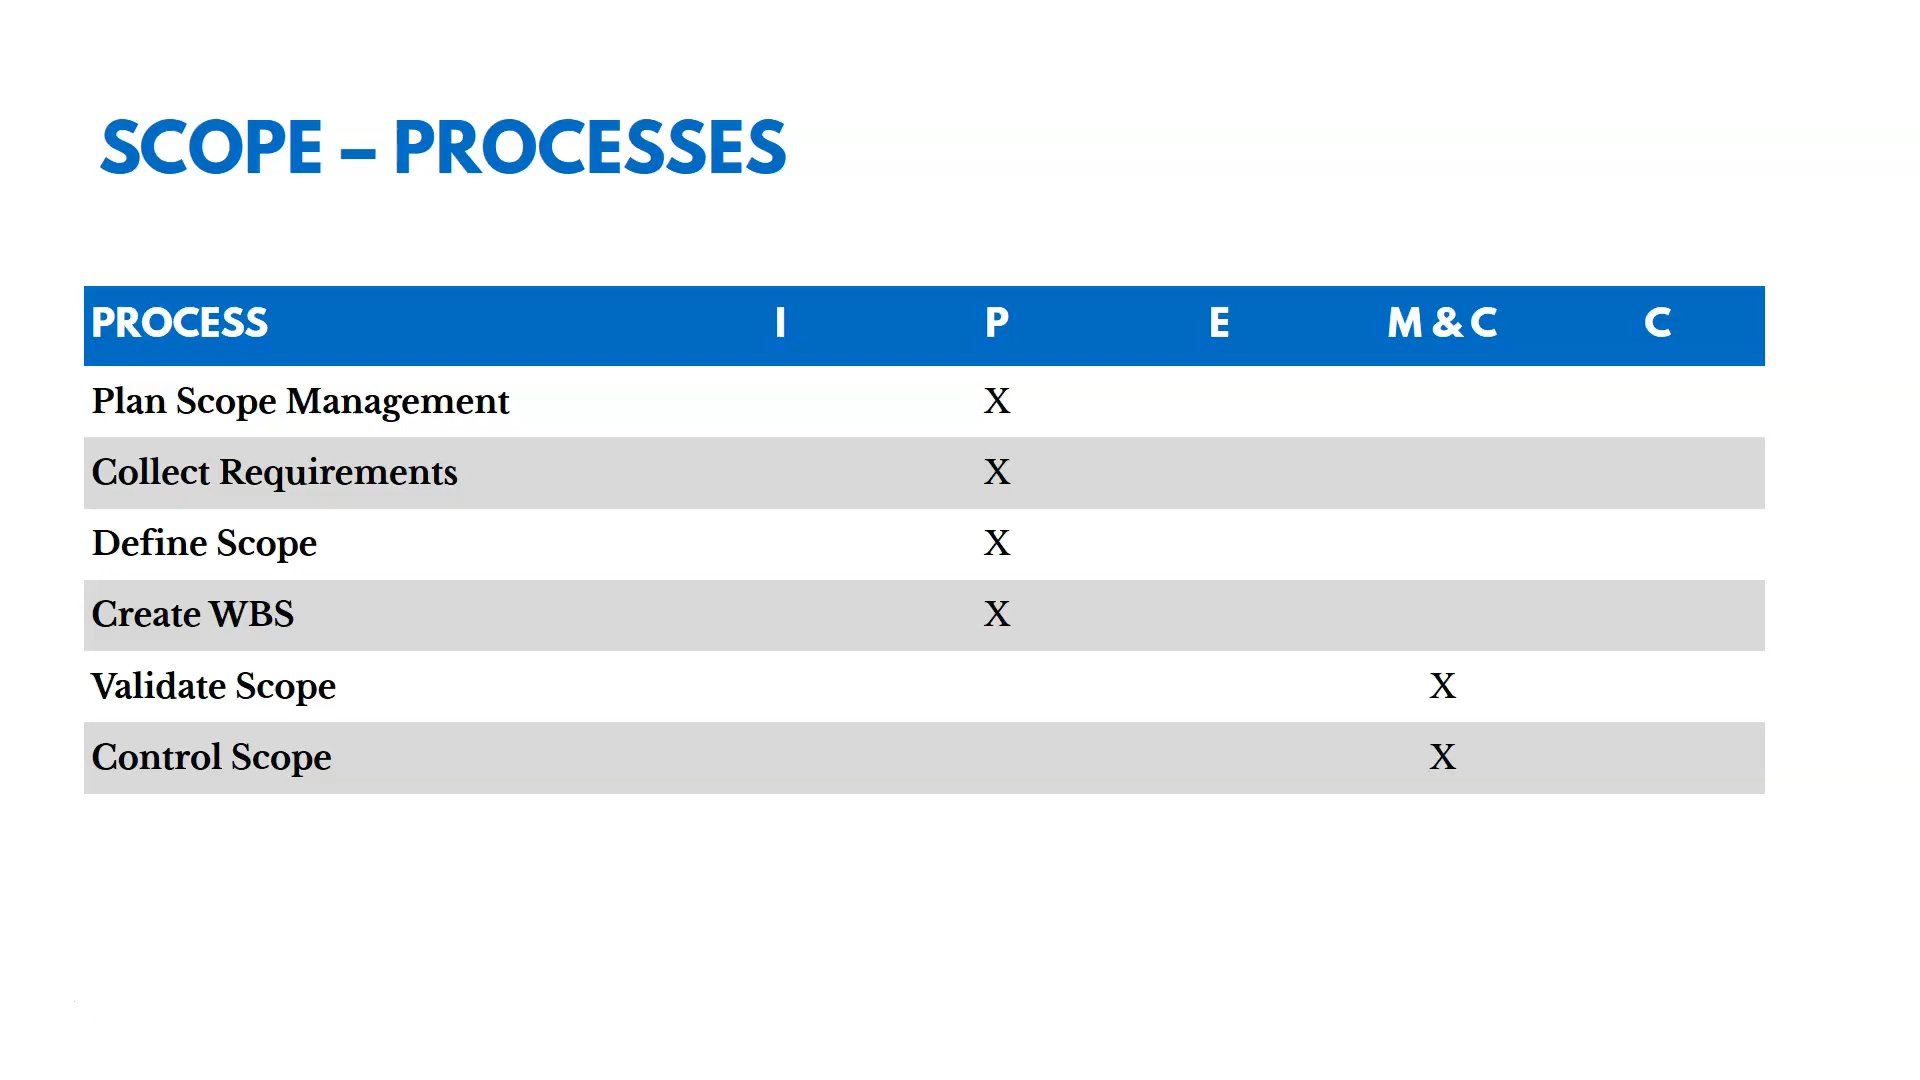 SCOPE – PROCESSES
PROCESS I P E M & C C
Plan Scope Management X
Collect Requirements X
Define Scope X
Create WBS X
Validate Scope X
Control Scope X